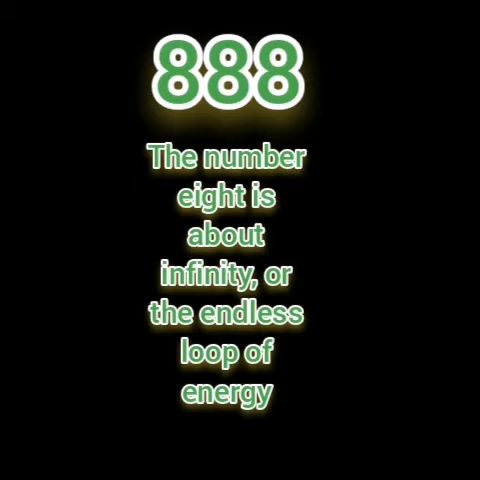 888
The number
eight is
about
infinity, or
the endless
loop of
energy